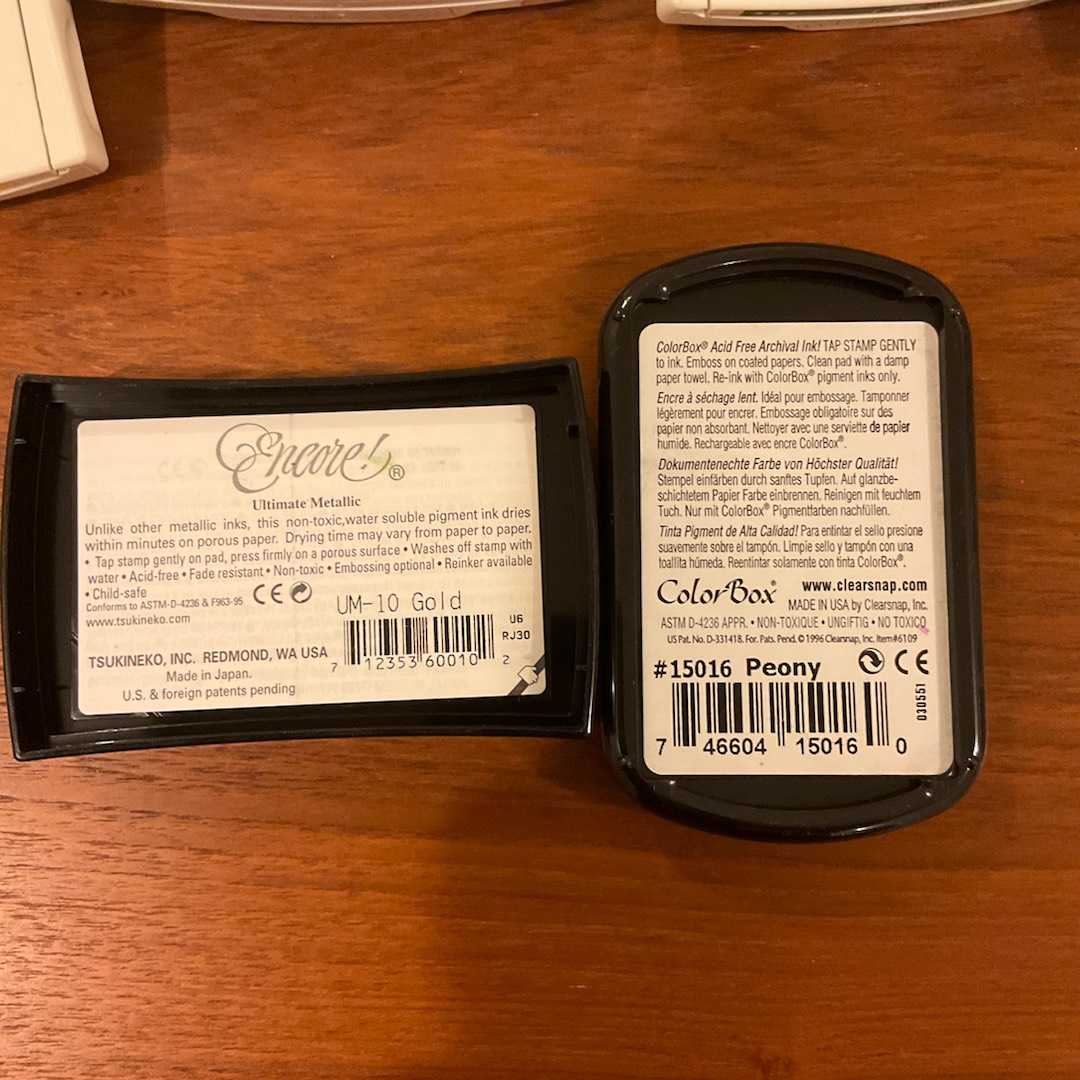 Encore!®
Ultimate Metallic
Unlike other metallic inks, this non-toxic,water soluble pigment ink dries
within minutes on porous paper. Drying time may vary from paper to paper.
• Tap stamp gently on pad, press firmly on a porous surface • Washes off stamp with
water • Acid-free • Fade resistant • Non-toxic • Embossing optional • Reinker available
• Child-safe
Conforms to ASTM-D-4236 & F963-95
CE
www.tsukineko.com
UM-10 Gold
U6
RJ30
7 12353 60010 2
TSUKINEKO, INC. REDMOND, WA USA
Made in Japan.
U.S. & foreign patents pending
ColorBox® Acid Free Archival Ink! TAP STAMP GENTLY
to ink. Emboss on coated papers. Clean pad with a damp
paper towel. Re-ink with ColorBox® pigment inks only.
Encre à séchage lent. Idéal pour embossage. Tamponner
légèrement pour encrer. Embossage obligatoire sur des
papier non absorbant. Nettoyer avec une serviette de papier
humide. Rechargeable avec encre ColorBox®.
Dokumentenechte Farbe von Höchster Qualität!
Stempel einfärben durch sanftes Tupfen. Auf glanzbe-
schichtetem Papier Farbe einbrennen. Reinigen mit feuchtem
Tuch. Nur mit ColorBox® Pigmentfarben nachfüllen.
Tinta Pigment de Alta Calidad! Para entintar el sello presione
suavemente sobre el tampón. Limpie sello y tampón con una
toallita húmeda. Reentintar solamente con tinta ColorBox®.
ColorBox® www.clearsnap.com
MADE IN USA by Clearsnap, Inc.
ASTM D-4236 APPR. • NON-TOXIQUE • UNGIFTIG • NO TOXICO
US Pat. No. D-331418. For. Pats. Pend. © 1996 Clearsnap, Inc. Item#6109
#15016 Peony
CE
030551
7 46604 15016 0